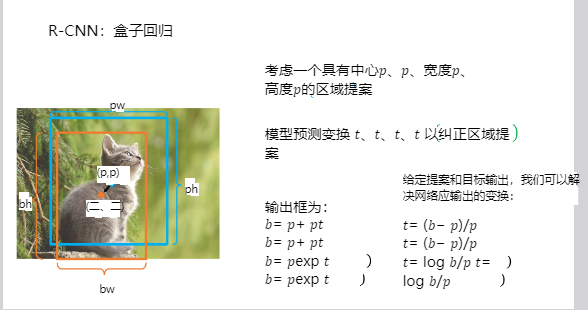 R-CNN：盒子回归
考虑一个具有中心p、p、宽度p、
高度p的区域提案
pw
模型预测变换 t、t、t、t 以纠正区域提)
案
(p,p)
ph
bh
(二、二)
bw
给定提案和目标输出，我们可以解
决网络应输出的变换：
输出框为：
b= p+ pt
b= p+ pt
b= pexp t )
b= pexp t )
t= (b− p)/p
t= (b− p)/p
t= log b/p t= )
log b/p )